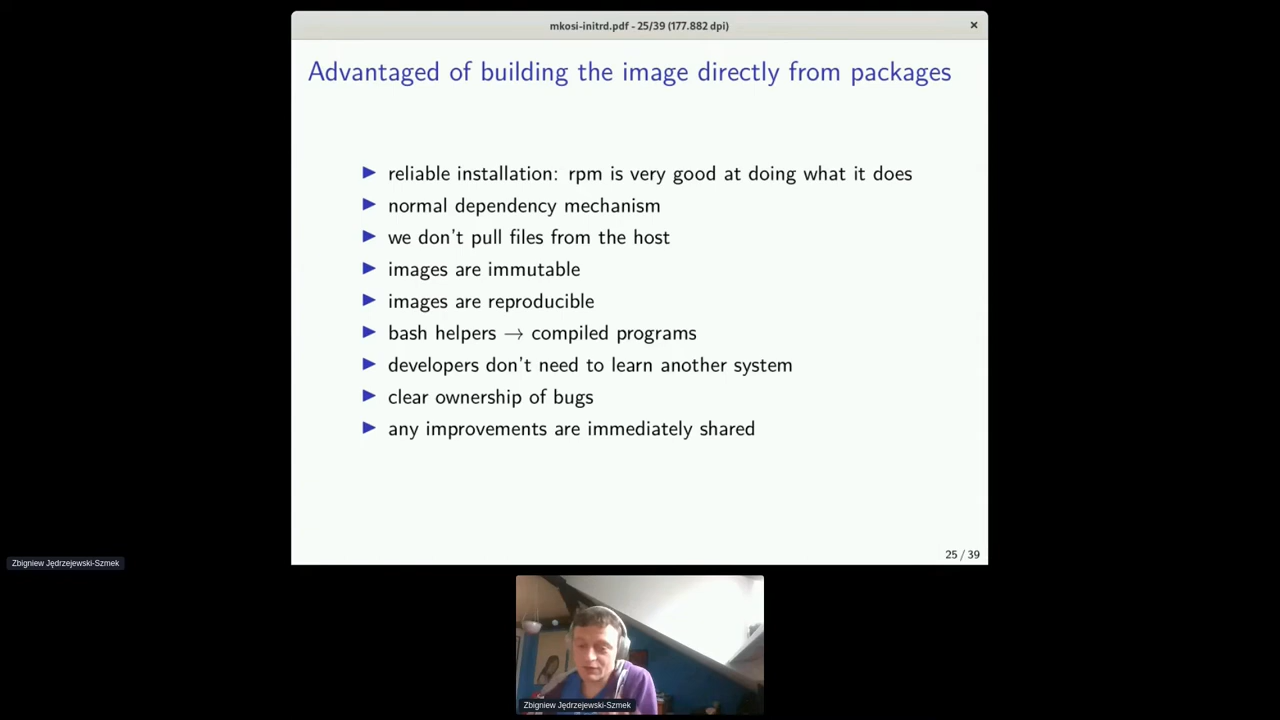 mkosi-initrd.pdf - 25/39 (177.882 dpi)
Advantaged of building the image directly from packages
reliable installation: rpm is very good at doing what it does
normal dependency mechanism
we don't pull files from the host
images are immutable
images are reproducible
bash helpers → compiled programs
developers don't need to learn another system
clear ownership of bugs
any improvements are immediately shared
25 / 39
Zbigniew Jędrzejewski-Szmek
Zbigniew Jędrzejewski-Szmek